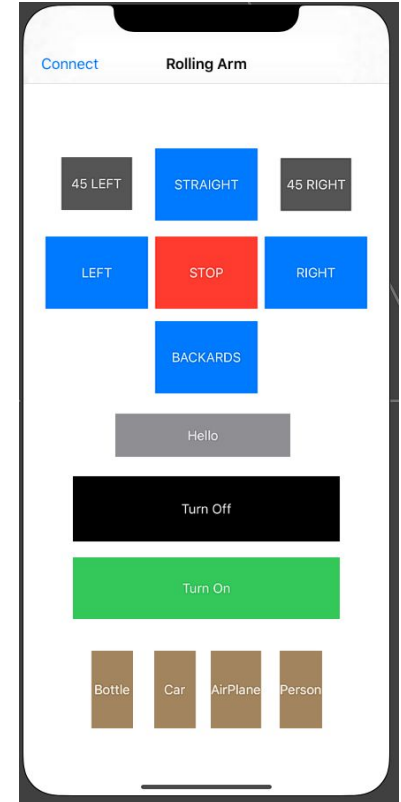 Connect
Rolling Arm
45 LEFT
STRAIGHT
45 RIGHT
LEFT
STOP
RIGHT
BACKARDS
Hello
Turn Off
Turn On
Bottle
Car
AirPlane
Person